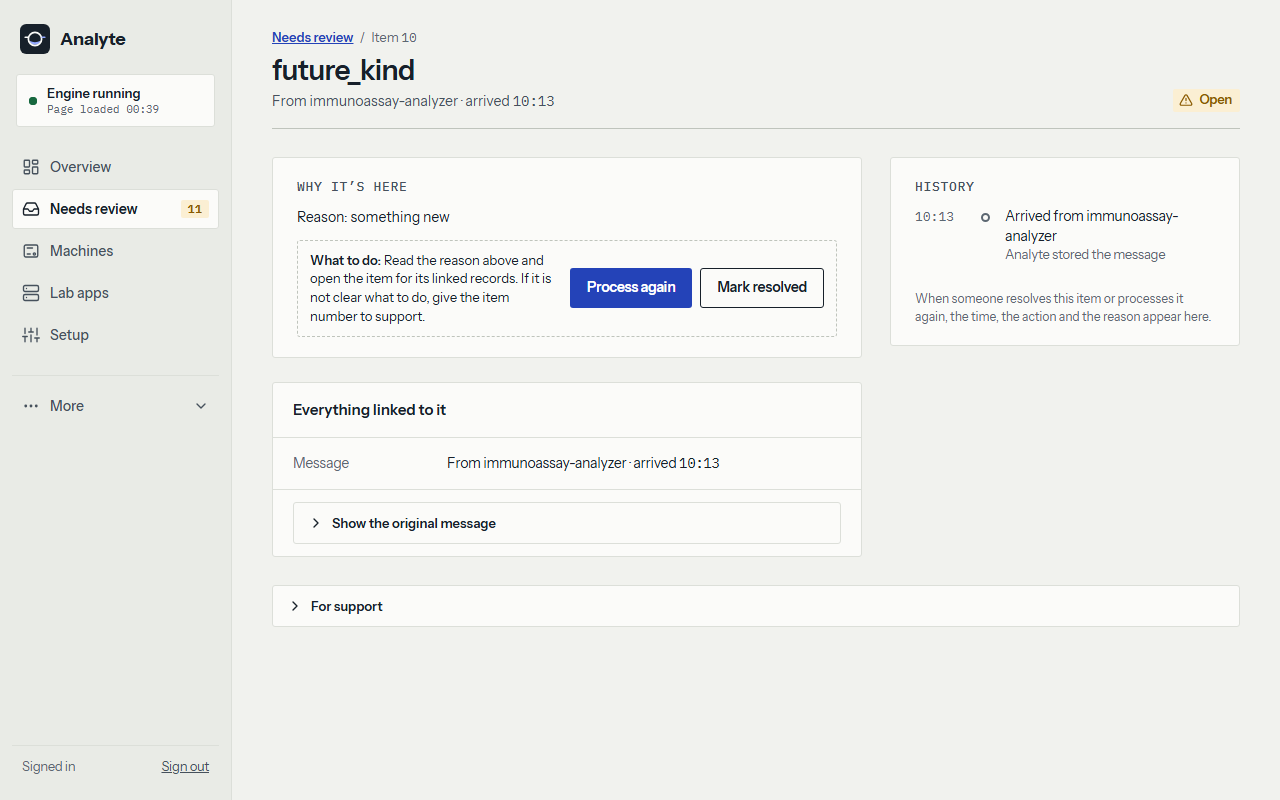 Analyte
Engine running
Page loaded 00:39
Overview
Needs review 11
Machines
Lab apps
Setup
More
Signed in Sign out
Needs review / Item 10
future_kind
From immunoassay-analyzer · arrived 10:13
Open
WHY IT’S HERE
Reason: something new
What to do: Read the reason above and
open the item for its linked records. If it is
not clear what to do, give the item
number to support.
Process again Mark resolved
HISTORY
10:13 Arrived from immunoassay-
analyzer
Analyte stored the message
When someone resolves this item or processes it
again, the time, the action and the reason appear here.
Everything linked to it
Message From immunoassay-analyzer · arrived 10:13
Show the original message
For support